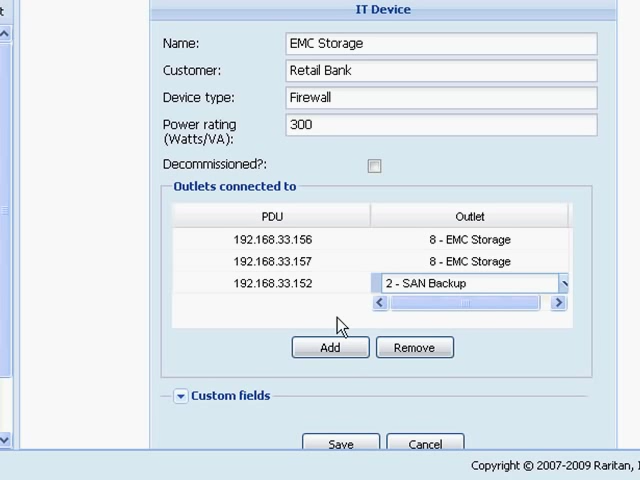 t
IT Device
Name: EMC Storage
Customer: Retail Bank
Device type: Firewall
Power rating (Watts/VA): 300
Decommissioned?:
Outlets connected to
PDU Outlet
192.168.33.156 8 - EMC Storage
192.168.33.157 8 - EMC Storage
192.168.33.152 2 - SAN Backup
Add Remove
Custom fields
Save Cancel
Copyright © 2007-2009 Raritan, I